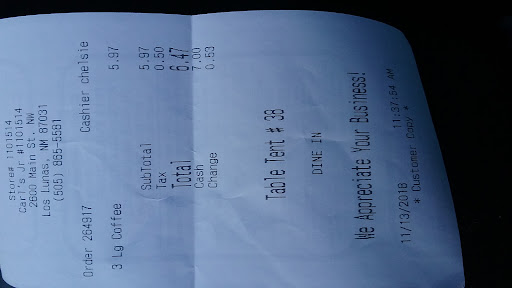 Store# 1101514
Carl's Jr #1101514
2600 Main St. NW
Los Lunas, NM 87031
(505) 865-5581
Order 264917 Cashier chelsie
3 Lg Coffee 5.97
SubTotal 5.97
Tax 0.50
Total 6.47
Cash 7.00
Change 0.53
Table Tent # 38
DINE IN
We Appreciate Your Business!
11/13/2018 11:37:54 AM
* Customer Copy *